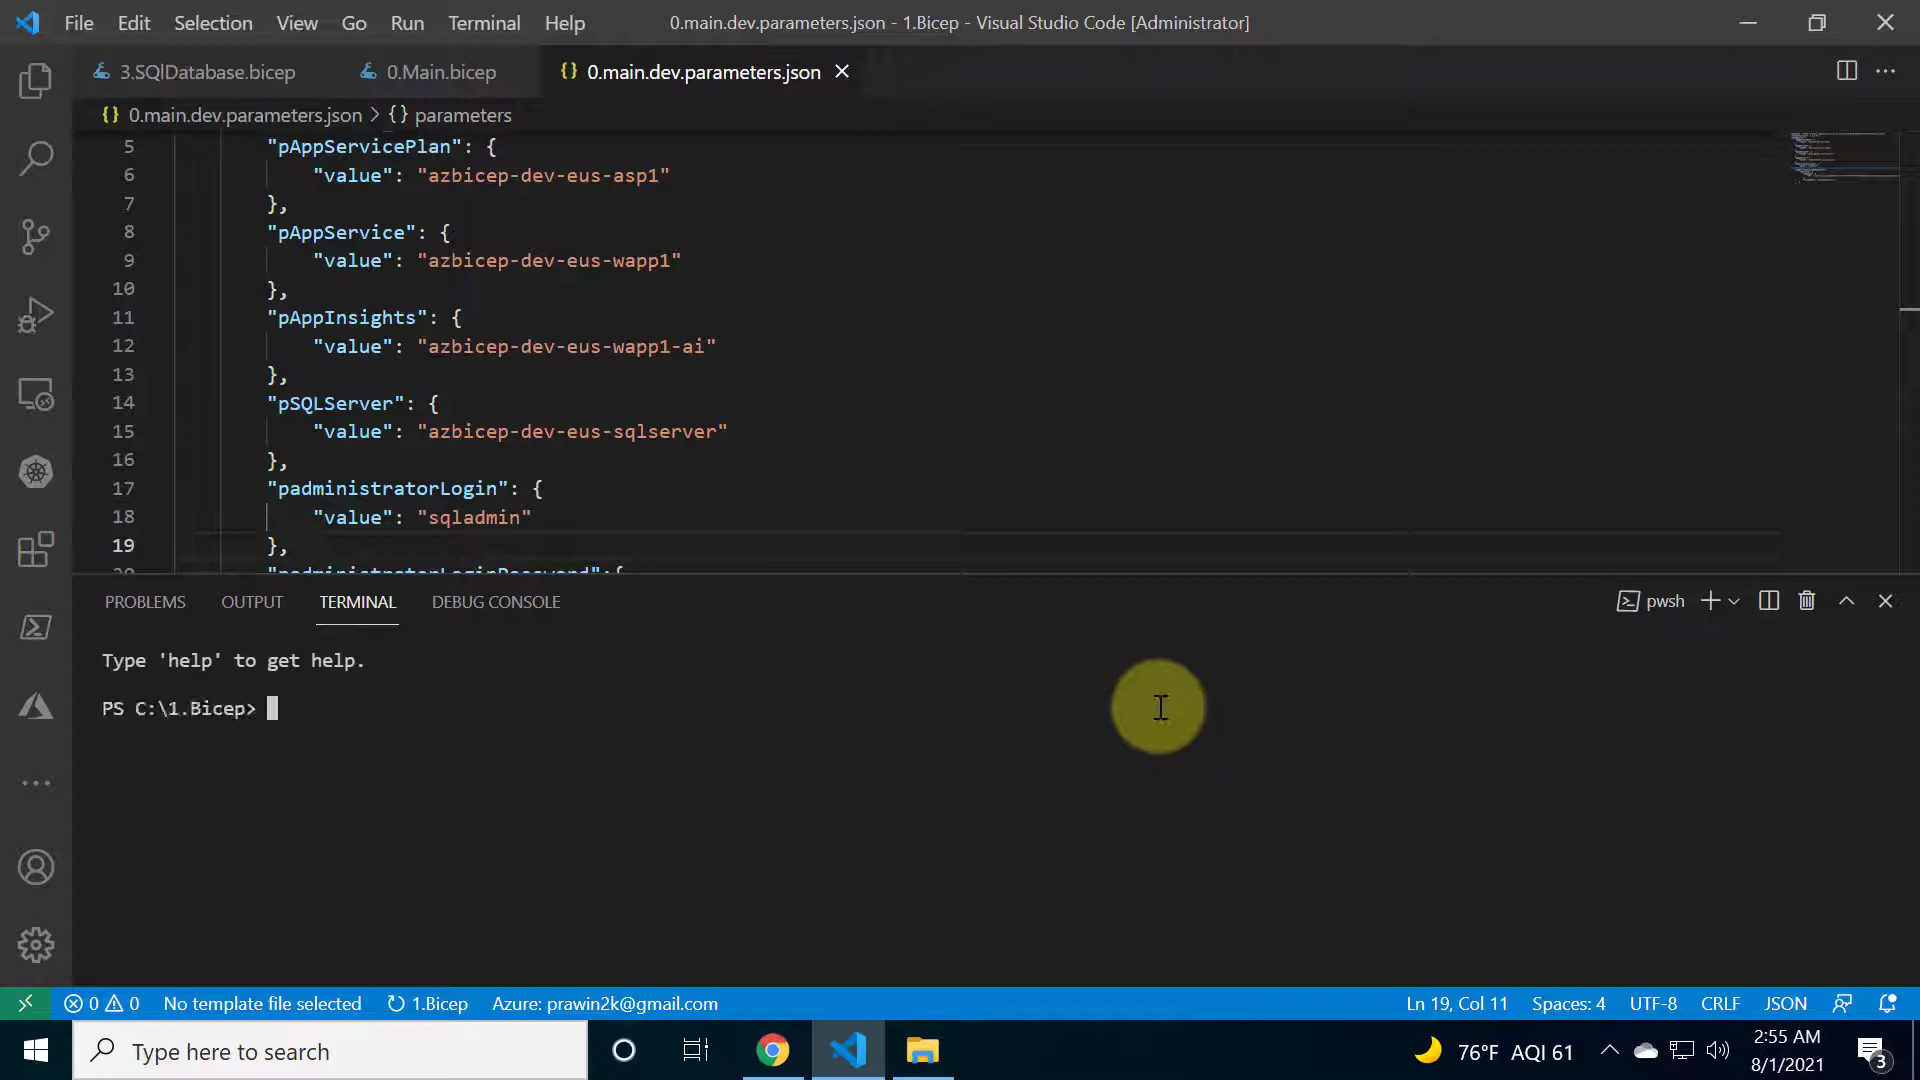 File Edit Selection View Go Run Terminal Help 0.main.dev.parameters.json - 1.Bicep - Visual Studio Code [Administrator]
3.SQlDatabase.bicep 0.Main.bicep {} 0.main.dev.parameters.json
{} 0.main.dev.parameters.json > {} parameters
5 "pAppServicePlan": {
6 "value": "azbicep-dev-eus-asp1"
7 },
8 "pAppService": {
9 "value": "azbicep-dev-eus-wapp1"
10 },
11 "pAppInsights": {
12 "value": "azbicep-dev-eus-wapp1-ai"
13 },
14 "pSQLServer": {
15 "value": "azbicep-dev-eus-sqlserver"
16 },
17 "padministratorLogin": {
18 "value": "sqladmin"
19 },
20 "padministratorLoginPassword":{
PROBLEMS OUTPUT TERMINAL DEBUG CONSOLE pwsh
Type 'help' to get help.
PS C:\1.Bicep>
0 0 No template file selected 1.Bicep Azure: prawin2k@gmail.com Ln 19, Col 11 Spaces: 4 UTF-8 CRLF JSON
Type here to search 76°F AQI 61 2:55 AM
8/1/2021 3